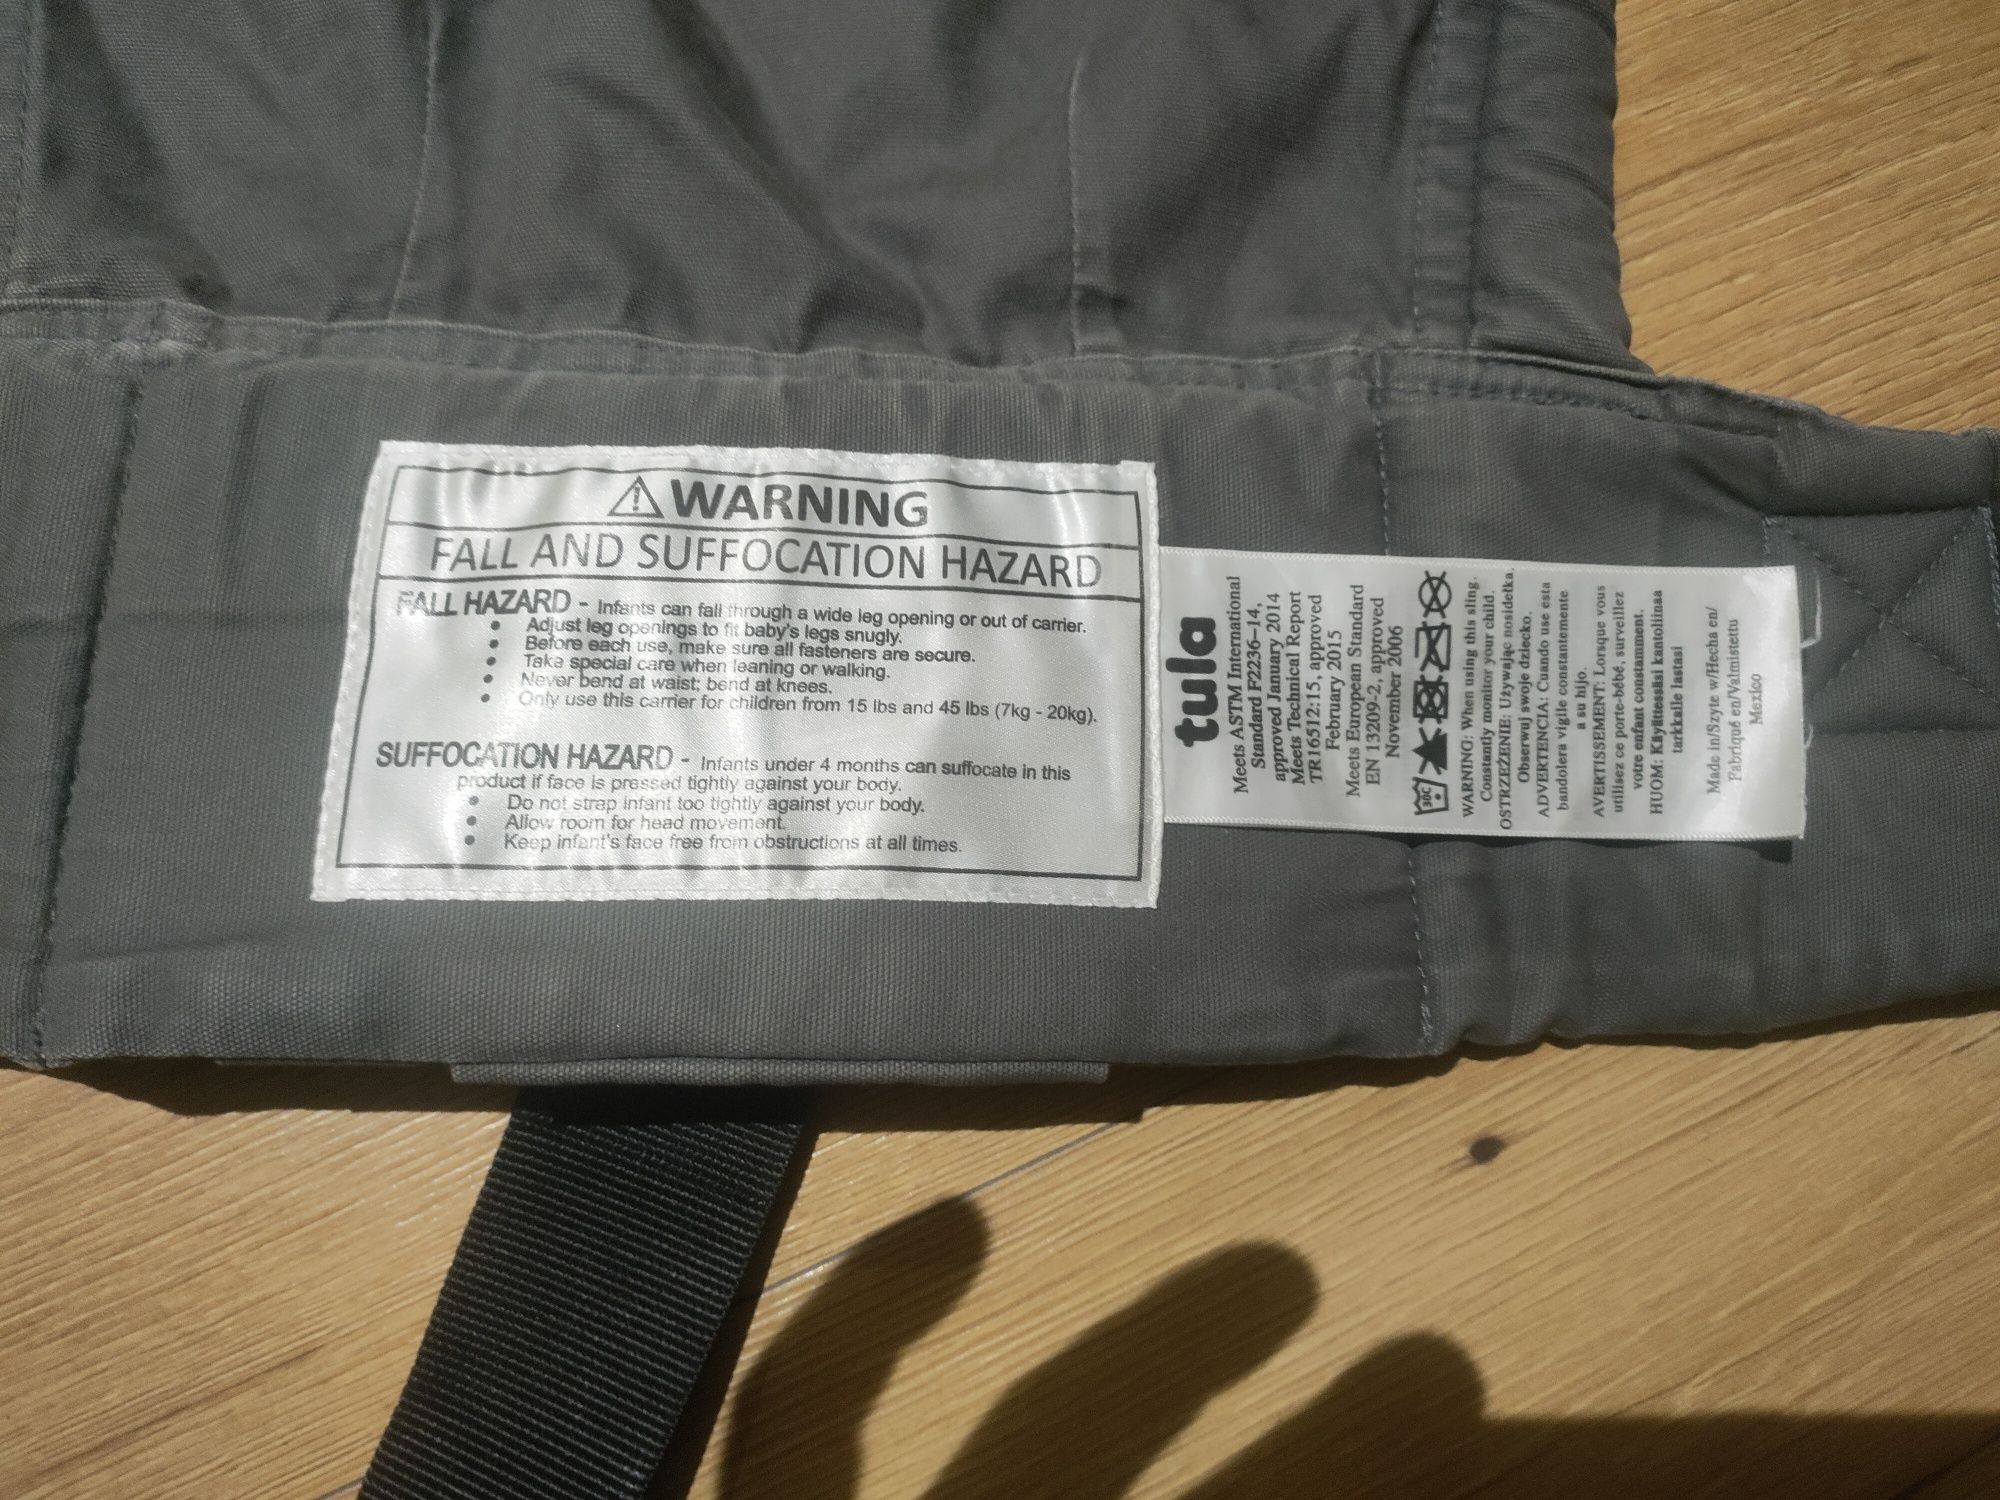 WARNING
FALL AND SUFFOCATION HAZARD
FALL HAZARD - Infants can fall through a wide leg opening or out of carrier.
• Adjust leg openings to fit baby's legs snugly.
• Before each use, make sure all fasteners are secure.
• Take special care when leaning or walking.
• Never bend at waist; bend at knees.
• Only use this carrier for children from 15 lbs and 45 lbs (7kg - 20kg).
SUFFOCATION HAZARD - Infants under 4 months can suffocate in this
product if face is pressed tightly against your body.
• Do not strap infant too tightly against your body.
• Allow room for head movement.
• Keep infant's face free from obstructions at all times.
tula
Meets ASTM International
Standard F2236–14,
approved January 2014
Meets Technical Report
TR16512:15, approved
February 2015
Meets European Standard
EN 13209-2, approved
November 2006
30C
WARNING: When using this sling.
Constantly monitor your child.
OSTRZEŻENIE: Używając nosidełka.
Obserwuj swoje dziecko.
ADVERTENCIA: Cuando use esta
bandolera vigile constantemente
a su hijo.
AVERTISSEMENT: Lorsque vous
utilisez ce porte-bébé, surveillez
votre enfant constamment.
HUOM: Käyttäessäsi kantoliinaa
tarkkaile lastasi
Made in/Szyte w/Hecha en/
Fabriqué en/Valmistettu
Mexico